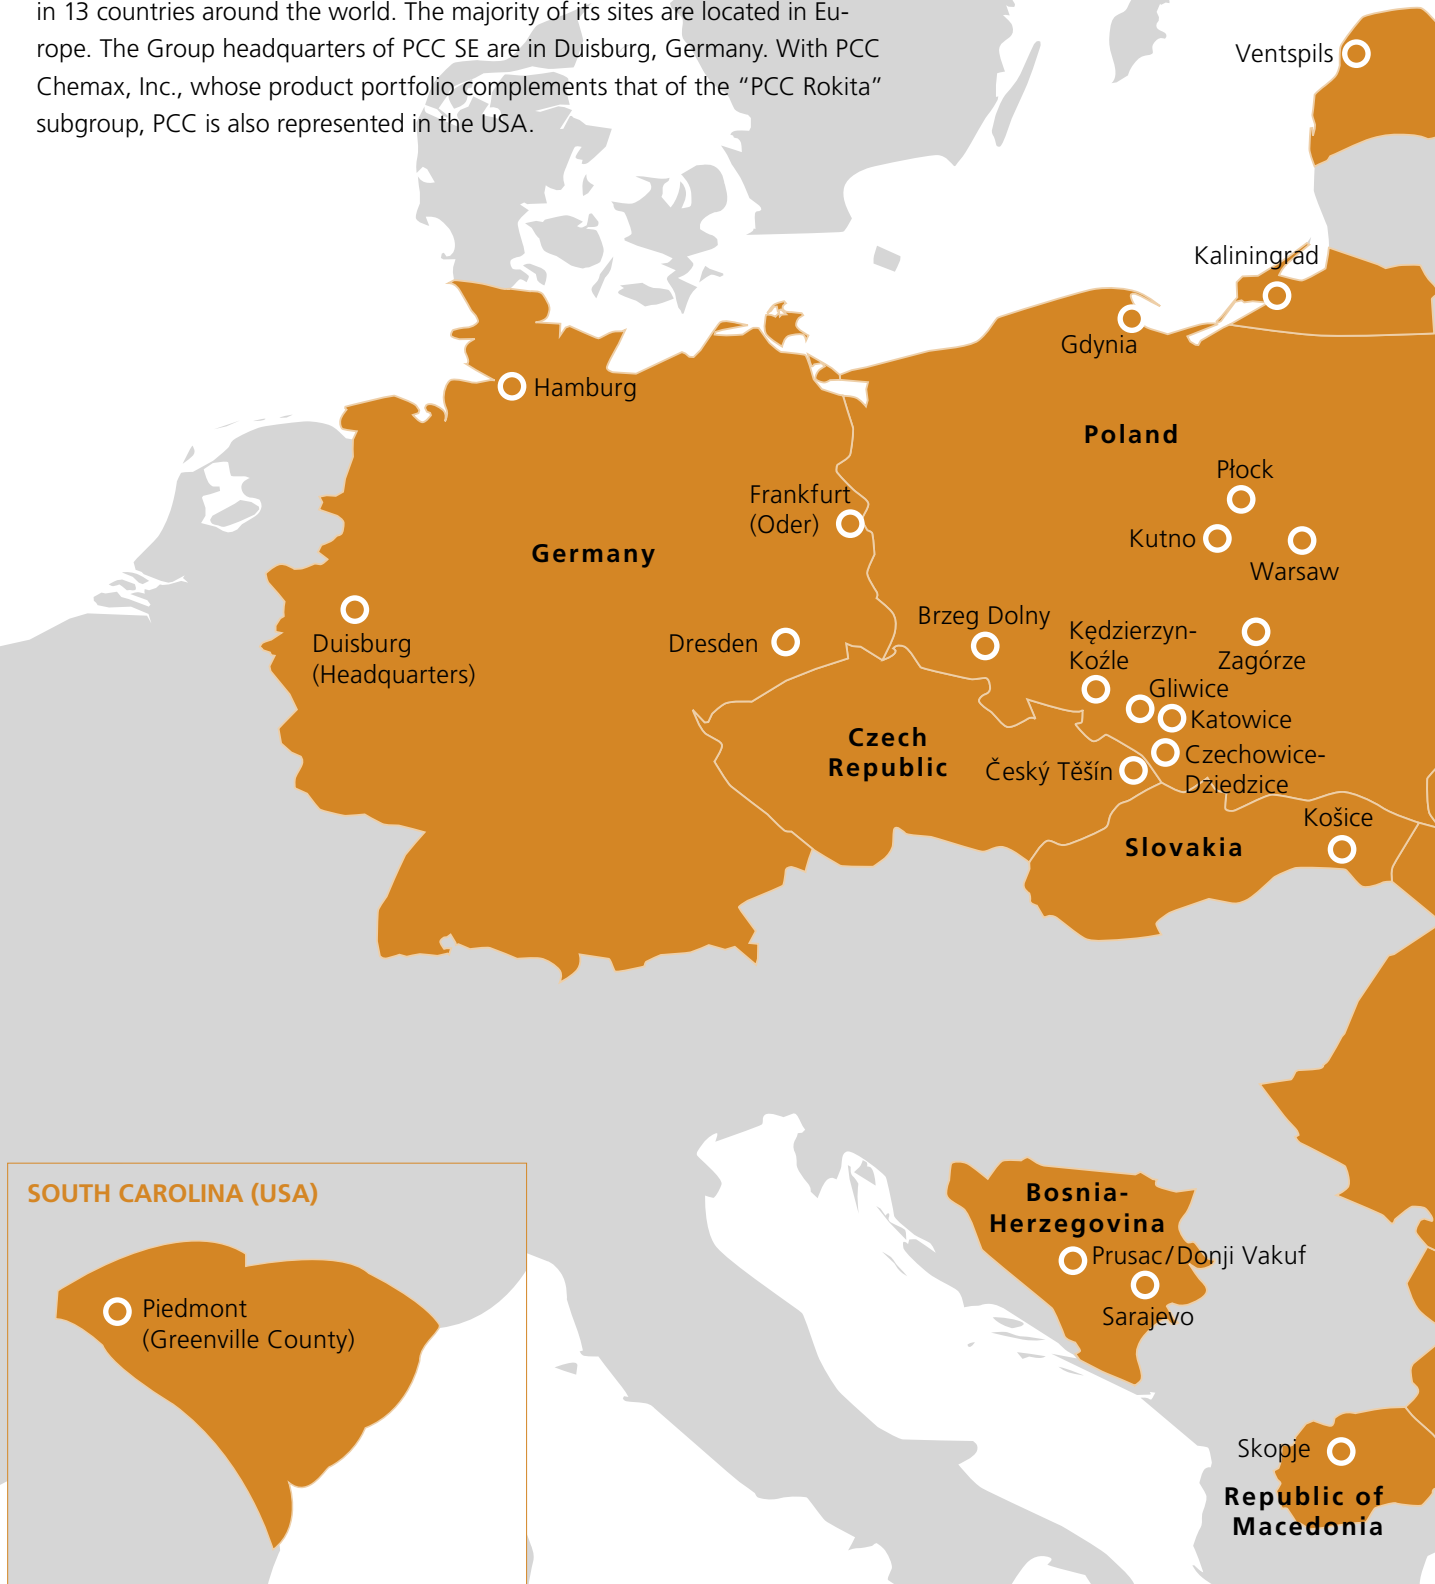 in 13 countries around the world. The majority of its sites are located in Eu-
rope. The Group headquarters of PCC SE are in Duisburg, Germany. With PCC
Chemax, Inc., whose product portfolio complements that of the “PCC Rokita”
subgroup, PCC is also represented in the USA.
Ventspils
Kaliningrad
Gdynia
Hamburg
Poland
Płock
Frankfurt
(Oder)
Kutno
Germany
Warsaw
Brzeg Dolny
Kędzierzyn-
Koźle
Duisburg
(Headquarters)
Dresden
Zagórze
Gliwice
Katowice
Czech
Republic
Czechowice-
Dziedzice
Český Těšín
Košice
Slovakia
Bosnia-
Herzegovina
Prusac/Donji Vakuf
Sarajevo
SOUTH CAROLINA (USA)
Piedmont
(Greenville County)
Skopje
Republic of
Macedonia